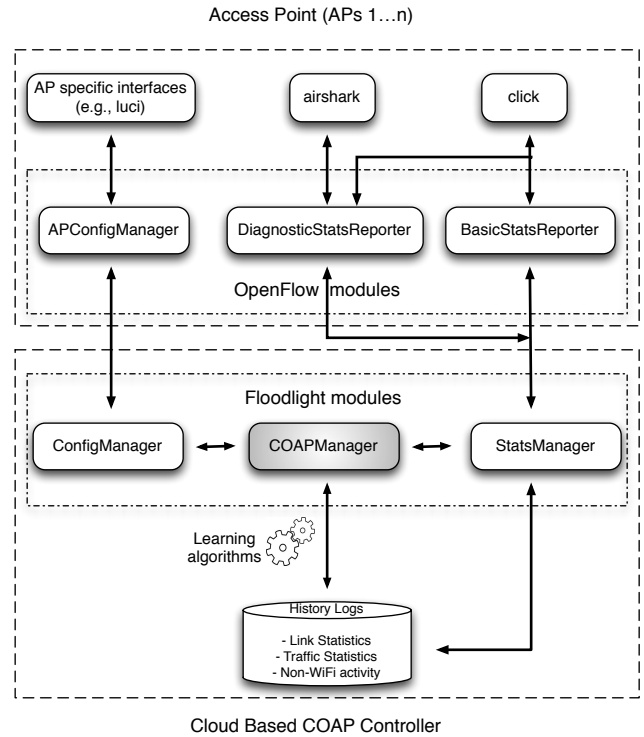 Access Point (APs 1…n)
AP specific interfaces
(e.g., luci)
airshark
click
APConfigManager
DiagnosticStatsReporter
BasicStatsReporter
OpenFlow modules
Floodlight modules
ConfigManager
COAPManager
StatsManager
Learning
algorithms
History Logs
- Link Statistics
- Traffic Statistics
- Non-WiFi activity
Cloud Based COAP Controller